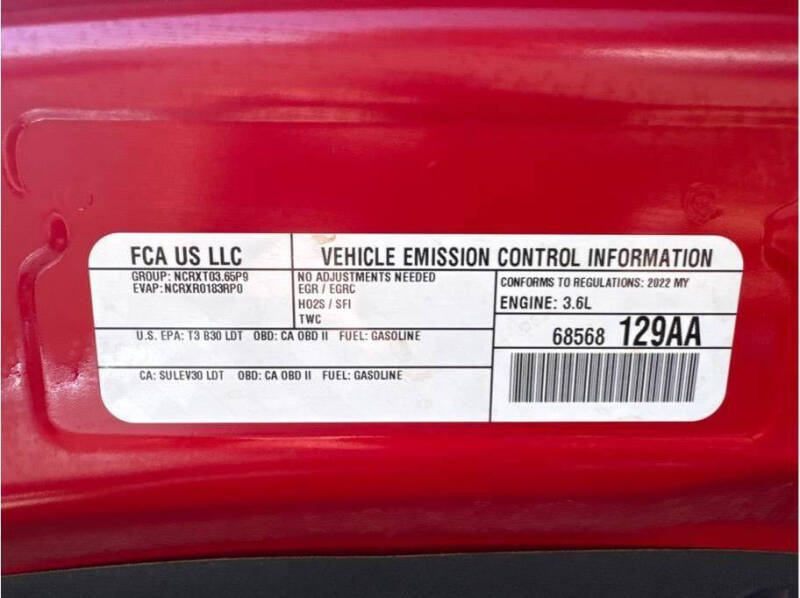 FCA US LLC
VEHICLE EMISSION CONTROL INFORMATION
GROUP: NCRXT03.65P9
EVAP: NCRXR0183RP0
NO ADJUSTMENTS NEEDED
EGR / EGRC
HO2S / SFI
TWC
CONFORMS TO REGULATIONS: 2022 MY
ENGINE: 3.6L
U.S. EPA: T3 B30 LDT OBD: CA OBD II FUEL: GASOLINE
68568 129AA
CA: SULEV30 LDT OBD: CA OBD II FUEL: GASOLINE